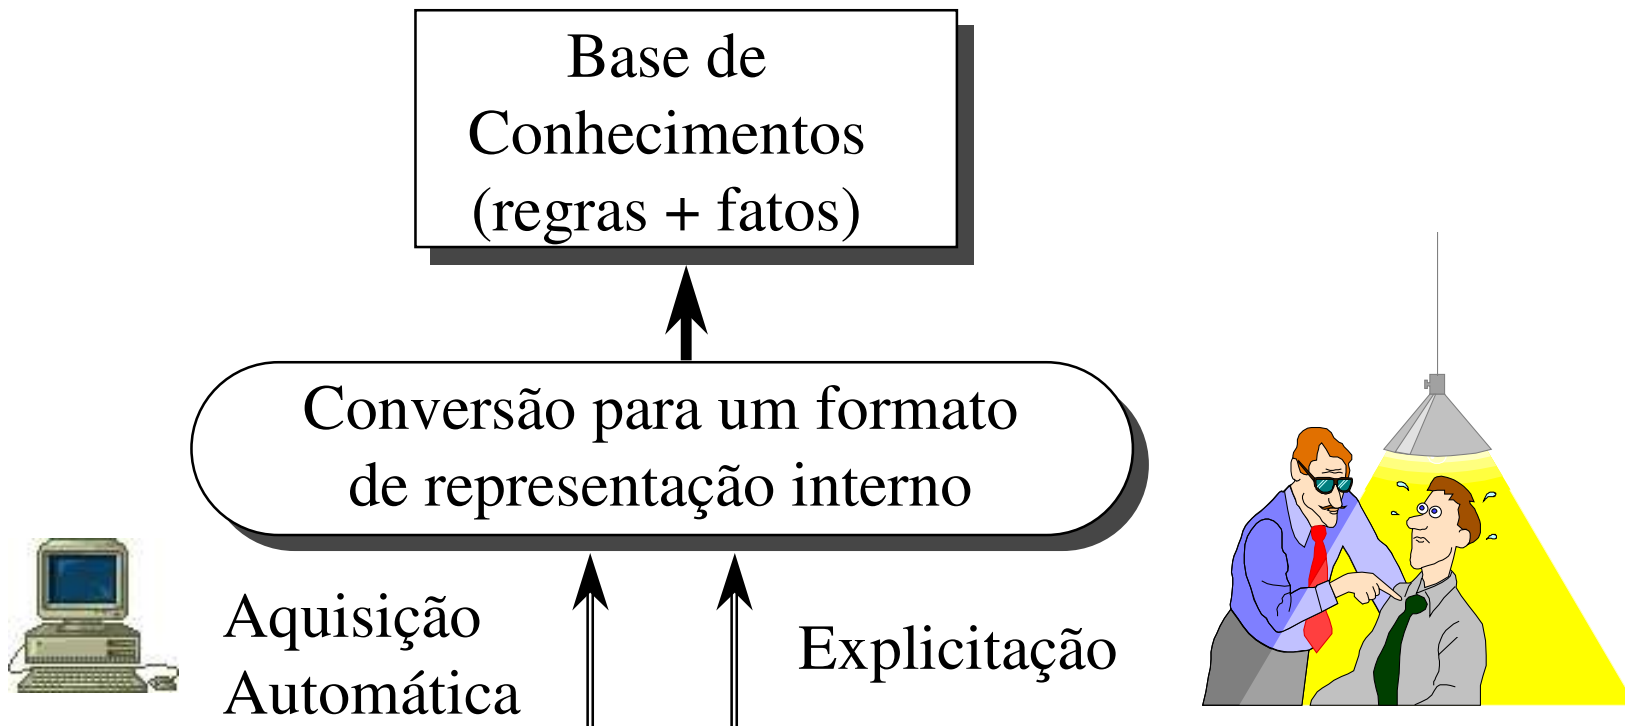 Base de
Conhecimentos
(regras + fatos)
Conversão para um formato
de representação interno
Aquisição
Automática
Explicitação